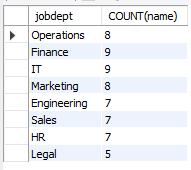 jobdept COUNT(name)
Operations 8
Finance 9
IT 9
Marketing 8
Engineering 7
Sales 7
HR 7
Legal 5